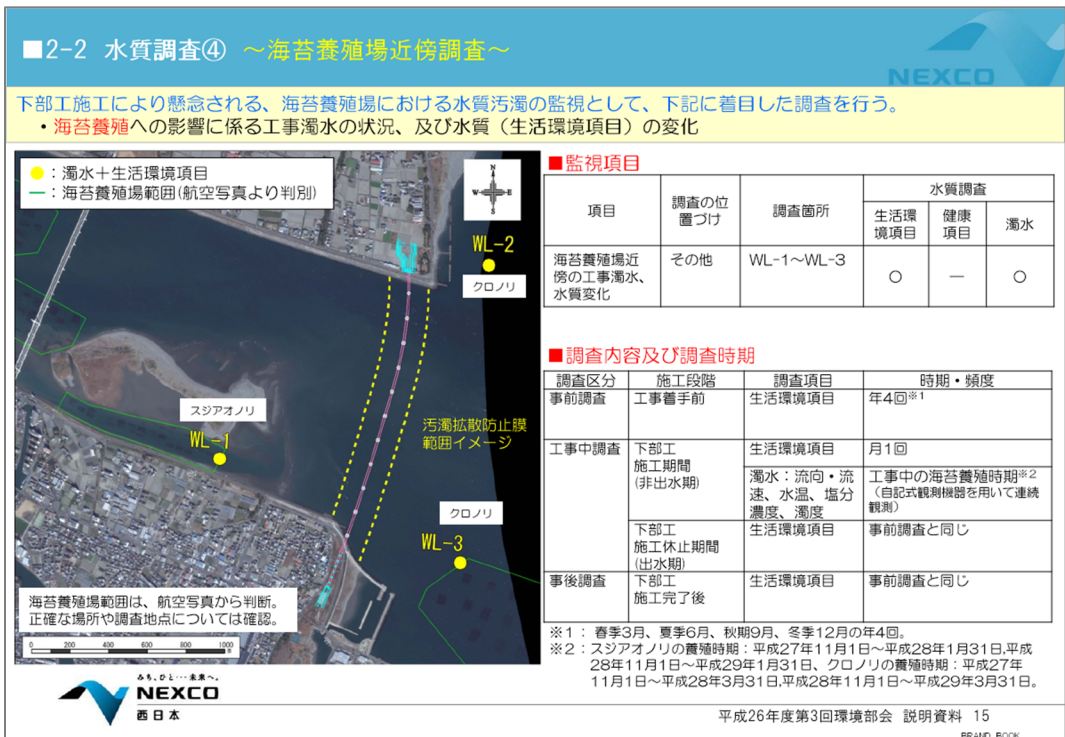 ■2-2 水質調査④ ~海苔養殖場近傍調査~
NEXCO
下部工施工により懸念される、海苔養殖場における水質汚濁の監視として、下記に着目した調査を行う。
・海苔養殖への影響に係る工事濁水の状況、及び水質（生活環境項目）の変化
：濁水＋生活環境項目
：海苔養殖場範囲(航空写真より判別)
N
W E
S
WL-2
クロノリ
スジアオノリ
WL-1
汚濁拡散防止膜
範囲イメージ
クロノリ
WL-3
海苔養殖場範囲は、航空写真から判断。
正確な場所や調査地点については確認。
0 200 400 600 800 1000
■監視項目
項目 調査の位置づけ 調査箇所 水質調査
生活環境項目 健康項目 濁水
海苔養殖場近傍の工事濁水、水質変化 その他 WL-1～WL-3 ○ － ○
■調査内容及び調査時期
調査区分 施工段階 調査項目 時期・頻度
事前調査 工事着手前 生活環境項目 年4回※1
工事中調査 下部工 生活環境項目 月1回
施工期間
(非出水期)
濁水：流向・流 工事中の海苔養殖時期※2
速、水温、塩分 （自記式観測機器を用いて連続
濃度、濁度 観測）
下部工 生活環境項目 事前調査と同じ
施工休止期間
(出水期)
事後調査 下部工 生活環境項目 事前調査と同じ
施工完了後
※1： 春季3月、夏季6月、秋期9月、冬季12月の年4回。
※2：スジアオノリの養殖時期：平成27年11月1日～平成28年1月31日,平成
28年11月1日～平成29年1月31日、クロノリの養殖時期：平成27年
11月1日～平成28年3月31日,平成28年11月1日～平成29年3月31日。
みち、ひと…未来へ。
NEXCO
西日本
平成26年度第3回環境部会 説明資料 15
BRAND BOOK